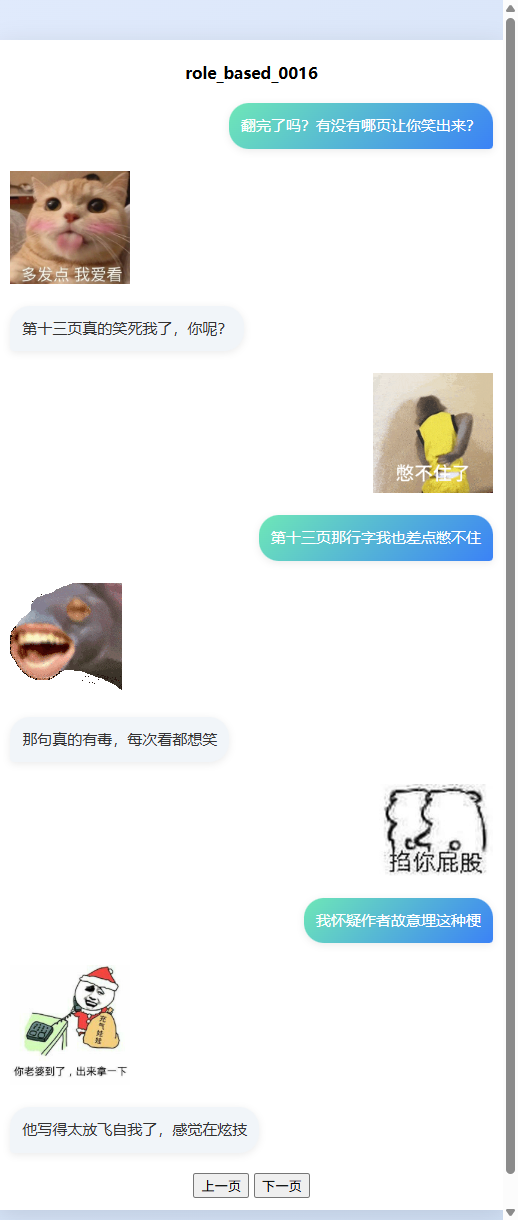 role_based_0016
翻完了吗？有没有哪页让你笑出来？
多发点 我爱看
第十三页真的笑死我了，你呢？
憋不住了
第十三页那行字我也差点憋不住
那句真的有毒，每次看都想笑
掐你屁股
我怀疑作者故意埋这种梗
充气娃娃
你老婆到了，出来拿一下
他写得太放飞自我了，感觉在炫技
上一页 下一页